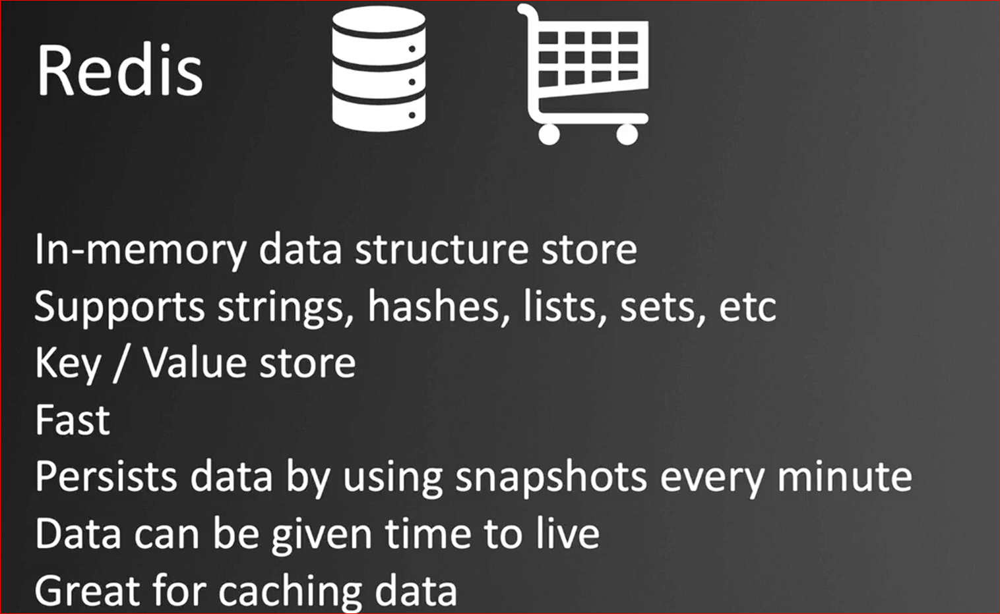 Redis
In-memory data structure store
Supports strings, hashes, lists, sets, etc
Key / Value store
Fast
Persists data by using snapshots every minute
Data can be given time to live
Great for caching data